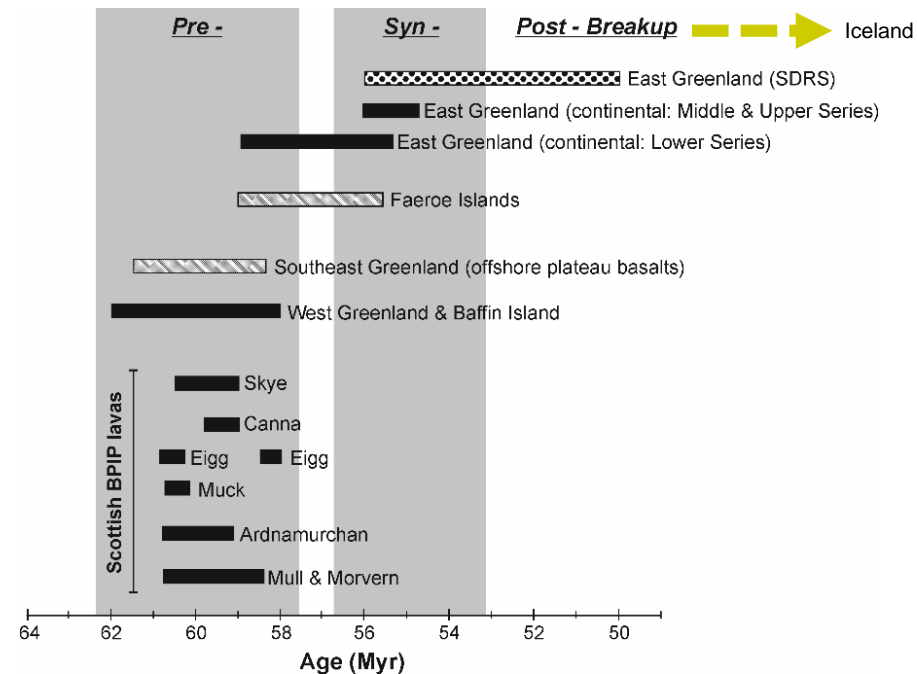 Pre - Syn - Post - Breakup Iceland
East Greenland (SDRS)
East Greenland (continental: Middle & Upper Series)
East Greenland (continental: Lower Series)
Faeroe Islands
Southeast Greenland (offshore plateau basalts)
West Greenland & Baffin Island
Scottish BPIP lavas
Skye
Canna
Eigg Eigg
Muck
Ardnamurchan
Mull & Morvern
64 62 60 58 56 54 52 50
Age (Myr)